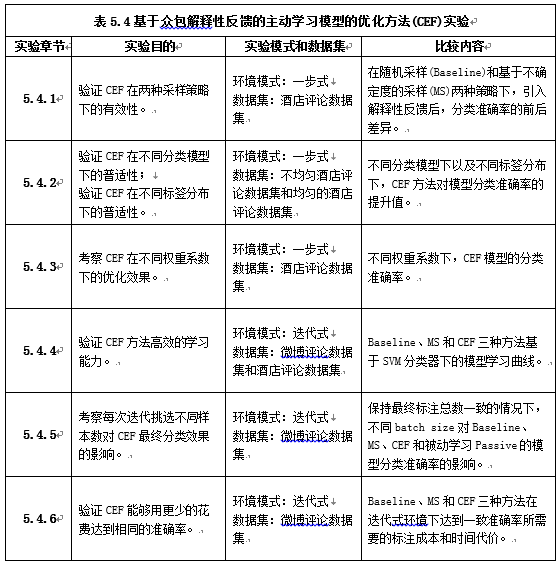 表 5.4 基于众包解释性反馈的主动学习模型的优化方法(CEF)实验
实验章节 实验目的 实验模式和数据集 比较内容
5.4.1
验证 CEF 在两种采样策略
下的有效性。
环境模式：一步式
数据集：酒店评论数据
集
在随机采样(Baseline)和基于不确
定度的采样(MS)两种策略下，引入
解释性反馈后，分类准确率的前后
差异。
5.4.2
验证 CEF 在不同分类模型
下的普适性；
验证 CEF 在不同标签分布
下的普适性。
环境模式：一步式
数据集：不均匀酒店评
论数据集和均匀的酒店
评论数据集
不同分类模型下以及不同标签分布
下，CEF 方法对模型分类准确率的
提升值。
5.4.3
考察 CEF 在不同权重系数
下的优化效果。
环境模式：一步式
数据集：酒店评论数据
集
不同权重系数下，CEF 模型的分类
准确率。
5.4.4
验证 CEF 方法高效的学习
能力。
环境模式：迭代式
数据集：微博评论数据
集和酒店评论数据集
Baseline、MS 和 CEF 三种方法基
于 SVM 分类器下的模型学习曲线。
5.4.5
考察每次迭代挑选不同样
本数对 CEF 最终分类效果
的影响。
环境模式：迭代式
数据集：微博评论数据
集
保持最终标注总数一致的情况下，
不同 batch size 对 Baseline、
MS、CEF 和被动学习 Passive 的模
型分类准确率的影响。
5.4.6
验证 CEF 能够用更少的花
费达到相同的准确率。
环境模式：迭代式
数据集：微博评论数据
集
Baseline、MS 和 CEF 三种方法在
迭代式环境下达到一致准确率所需
要的标注成本和时间代价。